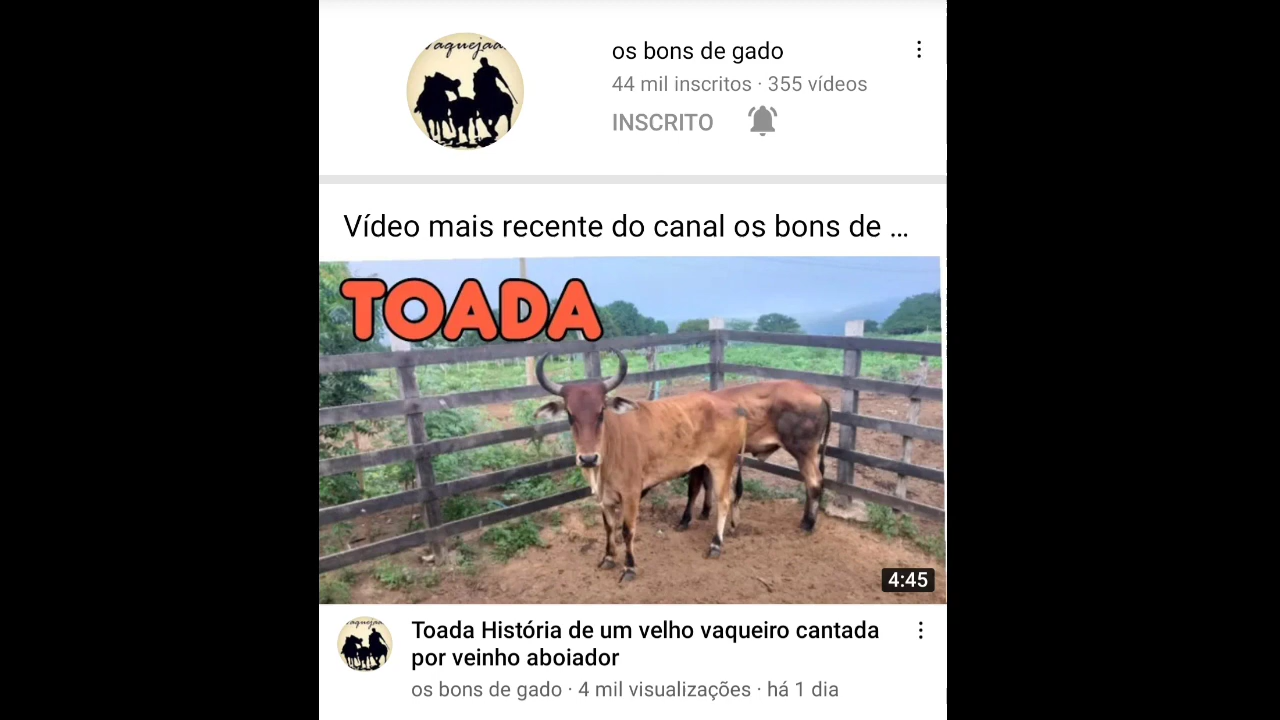 os bons de gado
44 mil inscritos · 355 vídeos
INSCRITO
Vídeo mais recente do canal os bons de ...
TOADA
4:45
Toada História de um velho vaqueiro cantada
por veinho aboiador
os bons de gado · 4 mil visualizações · há 1 dia